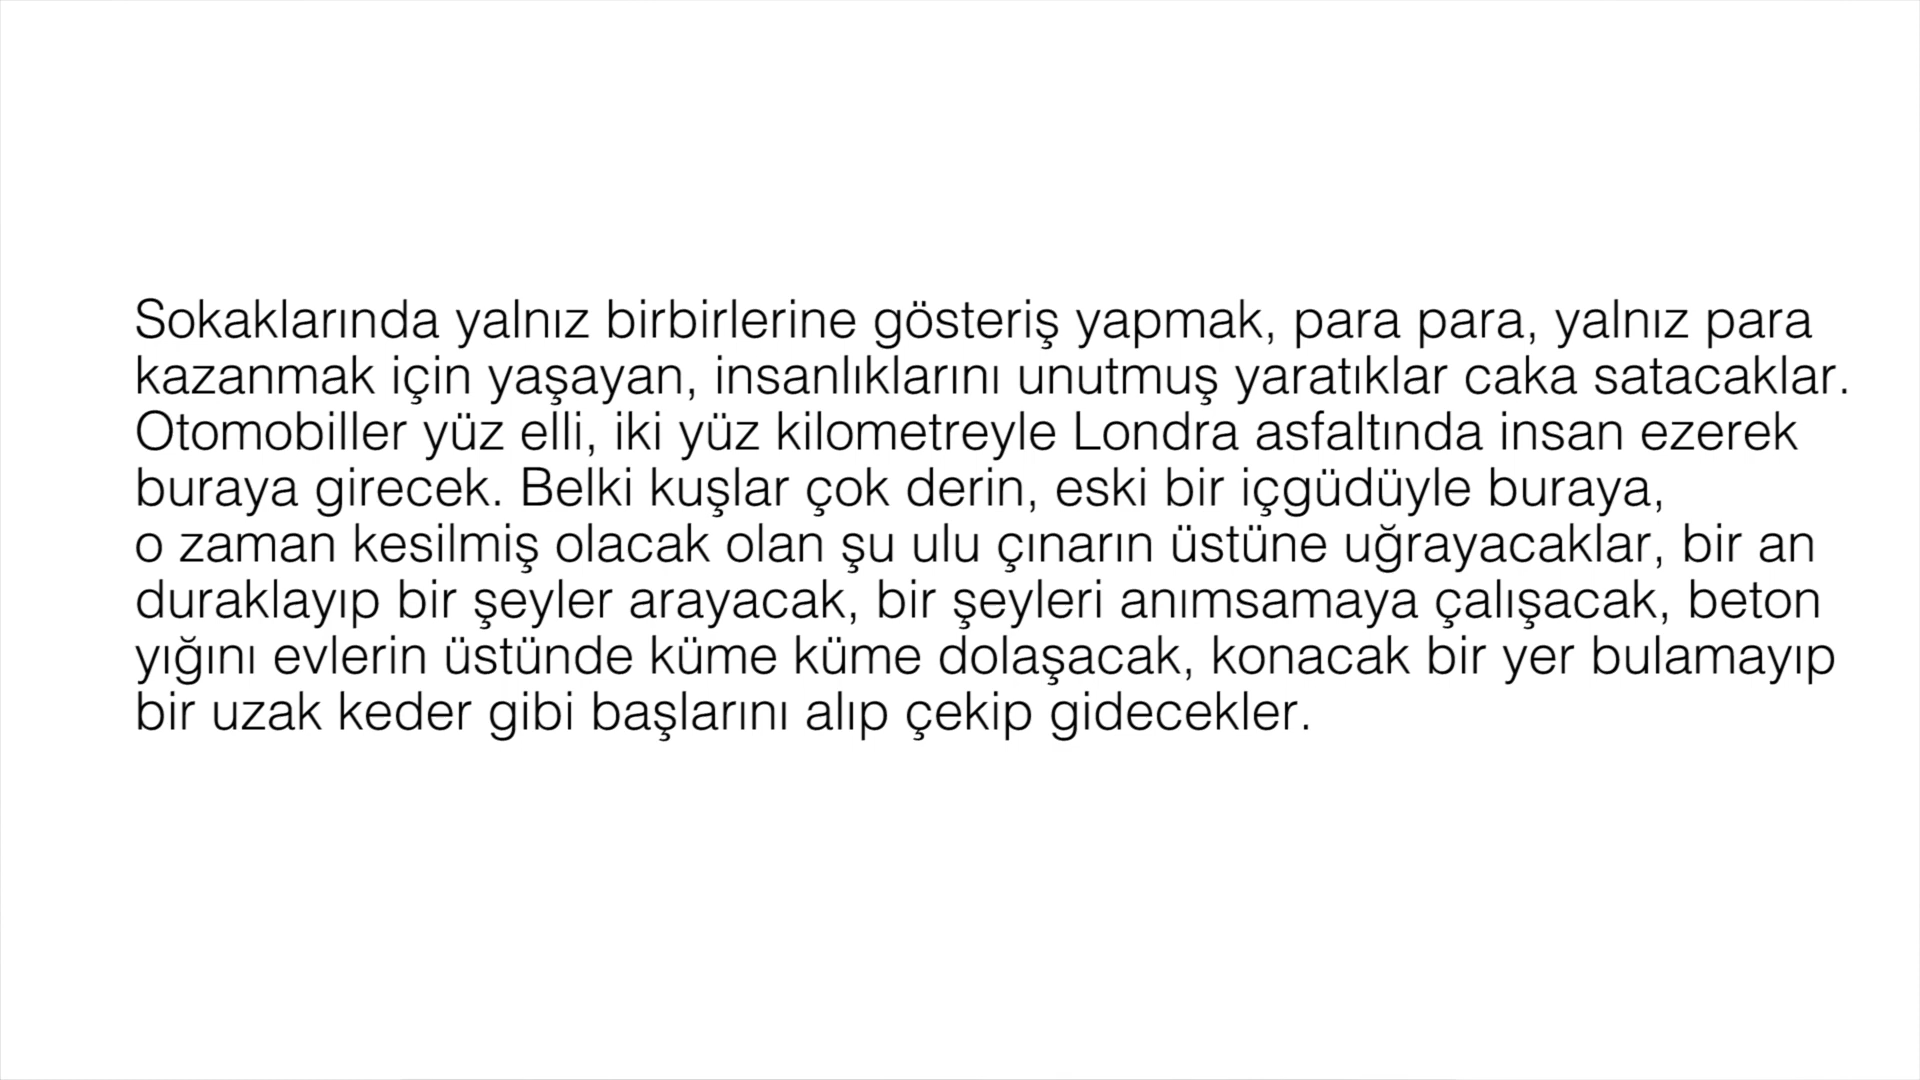 Sokaklarında yalnız birbirlerine gösteriş yapmak, para para, yalnız para
kazanmak için yaşayan, insanlıklarını unutmuş yaratıklar caka satacaklar.
Otomobiller yüz elli, iki yüz kilometreyle Londra asfaltında insan ezerek
buraya girecek. Belki kuşlar çok derin, eski bir içgüdüyle buraya,
o zaman kesilmiş olacak olan şu ulu çınarın üstüne uğrayacaklar, bir an
duraklayıp bir şeyler arayacak, bir şeyleri anımsamaya çalışacak, beton
yığını evlerin üstünde küme küme dolaşacak, konacak bir yer bulamayıp
bir uzak keder gibi başlarını alıp çekip gidecekler.